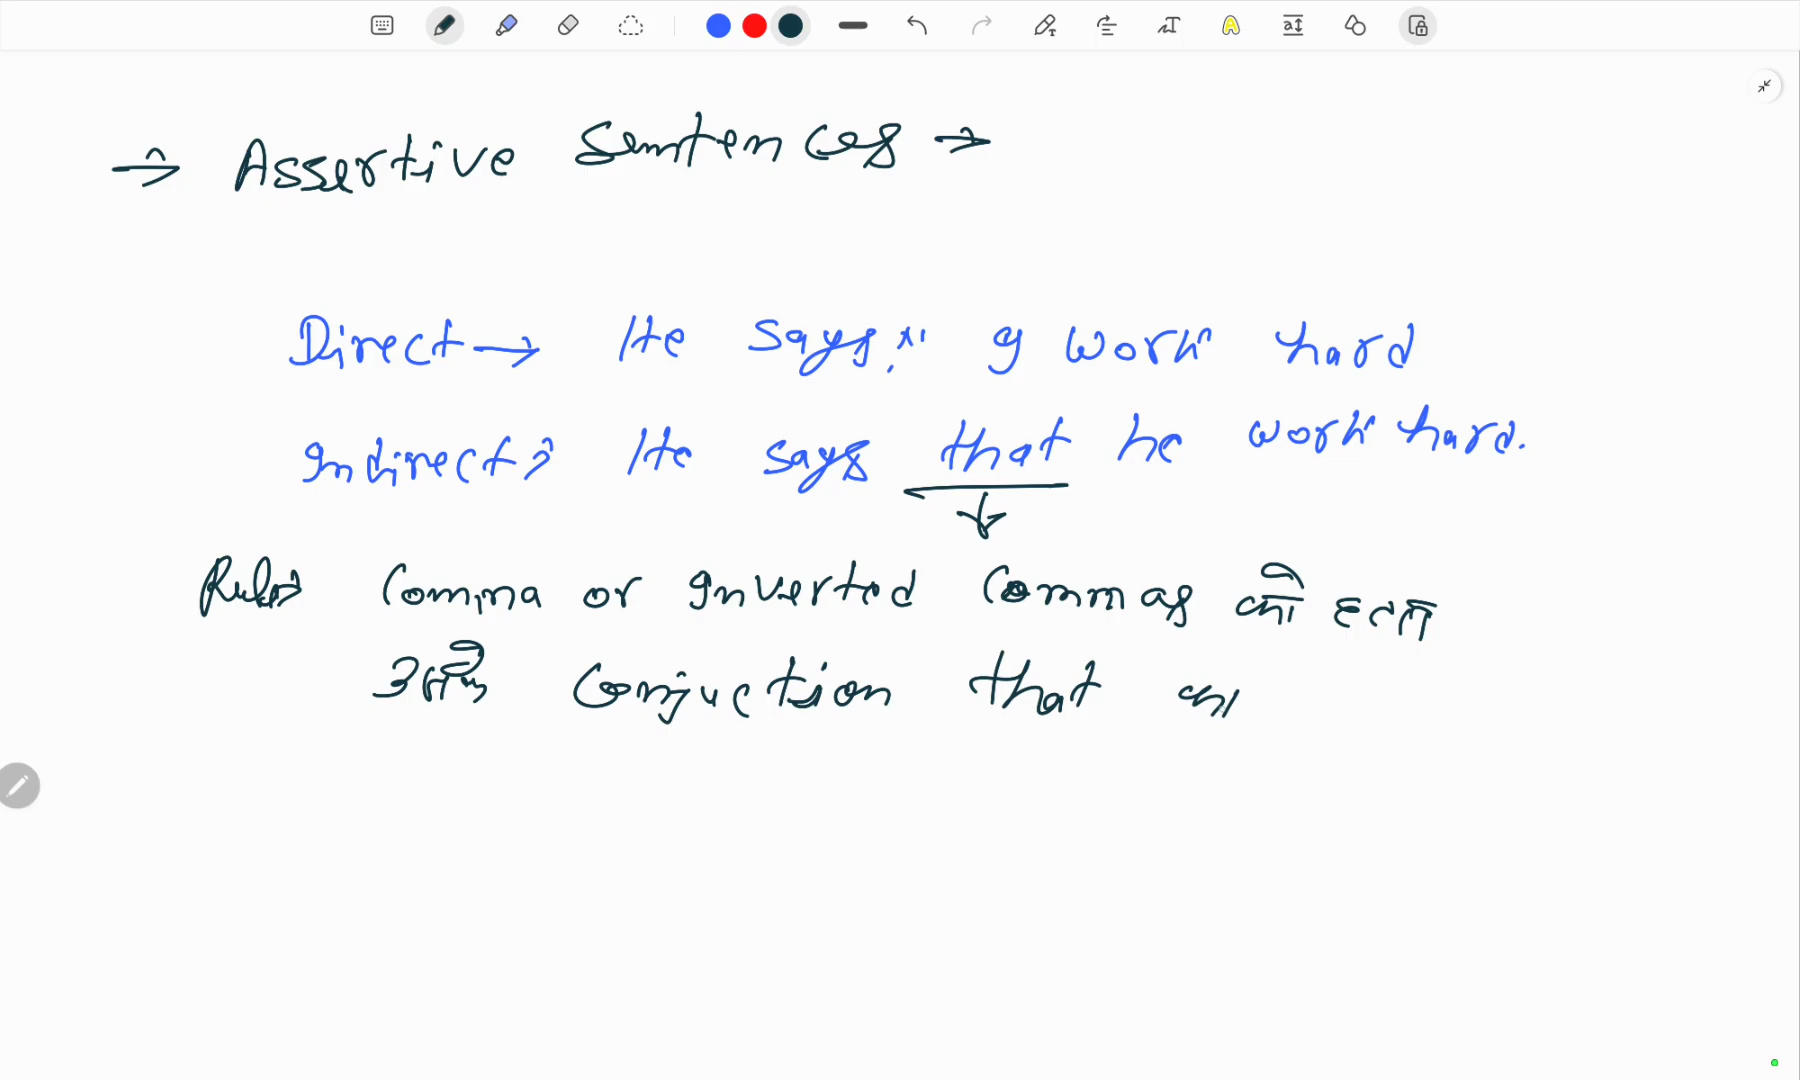 → Assertive Sentences →
Direct → He says, " I work hard
Indirect → He says that he work hard.
Rule → Comma or Inverted Commas को हटा
उसके Conjuction that का